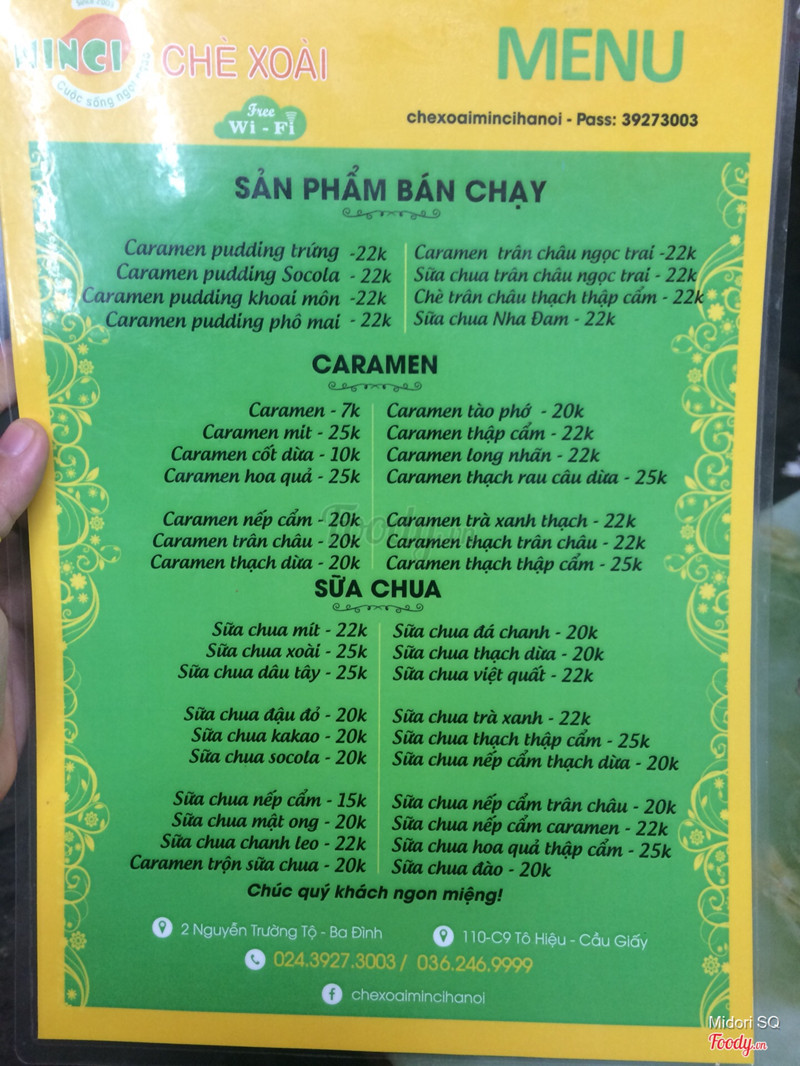 MINCI
Cuộc sống ngọt ngào
CHÈ XOÀI
MENU
Free
Wi - Fi
chexoaimincihanoi - Pass: 39273003
SẢN PHẨM BÁN CHẠY
Caramen pudding trứng -22k
Caramen pudding Socola - 22k
Caramen pudding khoai môn -22k
Caramen pudding phô mai - 22k
Caramen trân châu ngọc trai -22k
Sữa chua trân châu ngọc trai - 22k
Chè trân châu thạch thập cẩm - 22k
Sữa chua Nha Đam - 22k
CARAMEN
Caramen - 7k
Caramen mit - 25k
Caramen cốt dừa - 10k
Caramen hoa quả - 25k
Caramen nếp cẩm - 20k
Caramen trân châu - 20k
Caramen thạch dừa - 20k
Caramen tào phớ - 20k
Caramen thập cẩm - 22k
Caramen long nhãn - 22k
Caramen thạch rau câu dừa - 25k
Caramen trà xanh thạch - 22k
Caramen thạch trân châu - 22k
Caramen thạch thập cẩm - 25k
SỮA CHUA
Sữa chua mít - 22k
Sữa chua xoài - 25k
Sữa chua dâu tây - 25k
Sữa chua đậu đỏ - 20k
Sữa chua kakao - 20k
Sữa chua socola - 20k
Sữa chua nếp cẩm - 15k
Sữa chua mật ong - 20k
Sữa chua chanh leo - 22k
Caramen trộn sữa chua - 20k
Sữa chua đá chanh - 20k
Sữa chua thạch dừa - 20k
Sữa chua việt quất - 22k
Sữa chua trà xanh - 22k
Sữa chua thạch thập cẩm - 25k
Sữa chua nếp cẩm thạch dừa - 20k
Sữa chua nếp cẩm trân châu - 20k
Sữa chua nếp cẩm caramen - 22k
Sữa chua hoa quả thập cẩm - 25k
Sữa chua đào - 20k
Chúc quý khách ngon miệng!
2 Nguyễn Trường Tộ - Ba Đình
110-C9 Tô Hiệu - Cầu Giấy
024.3927.3003 / 036.246.9999
chexoaimincihanoi
Midori SQ
Foody.vn